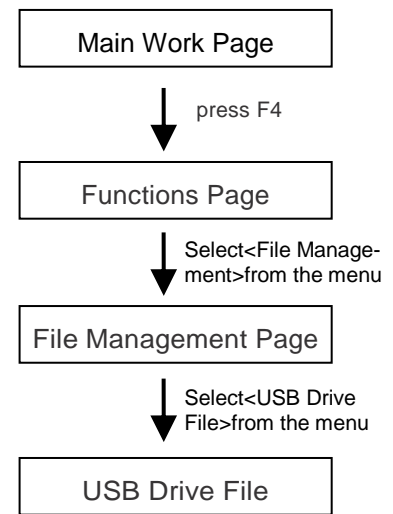 Main Work Page
press F4
Functions Page
Select<File Manage-
ment>from the menu
File Management Page
Select<USB Drive
File>from the menu
USB Drive File